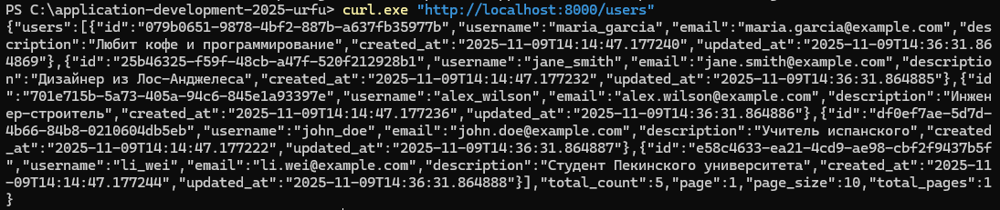 PS C:\application-development-2025-urfu> curl.exe "http://localhost:8000/users"
{"users":[{"id":"079b0651-9878-4bf2-887b-a637fb35977b","username":"maria_garcia","email":"maria.garcia@example.com","des
cription":"Любит кофе и программирование","created_at":"2025-11-09T14:14:47.177240","updated_at":"2025-11-09T14:36:31.86
4869"},{"id":"25b46325-f59f-48cb-a47f-520f212928b1","username":"jane_smith","email":"jane.smith@example.com","descriptio
n":"Дизайнер из Лос-Анджелеса","created_at":"2025-11-09T14:14:47.177232","updated_at":"2025-11-09T14:36:31.864885"},{"id
":"701e715b-5a73-405a-94c6-845e1a93397e","username":"alex_wilson","email":"alex.wilson@example.com","description":"Инжен
ер-строитель","created_at":"2025-11-09T14:14:47.177236","updated_at":"2025-11-09T14:36:31.864886"},{"id":"df0ef7ae-5d7d-
4b66-84b8-0210604db5eb","username":"john_doe","email":"john.doe@example.com","description":"Учитель испанского","created
_at":"2025-11-09T14:14:47.177222","updated_at":"2025-11-09T14:36:31.864887"},{"id":"e58c4633-ea21-4cd9-ae98-cbf2f9437b5f
","username":"li_wei","email":"li.wei@example.com","description":"Студент Пекинского университета","created_at":"2025-11
-09T14:14:47.177244","updated_at":"2025-11-09T14:36:31.864888"}],"total_count":5,"page":1,"page_size":10,"total_pages":1
}